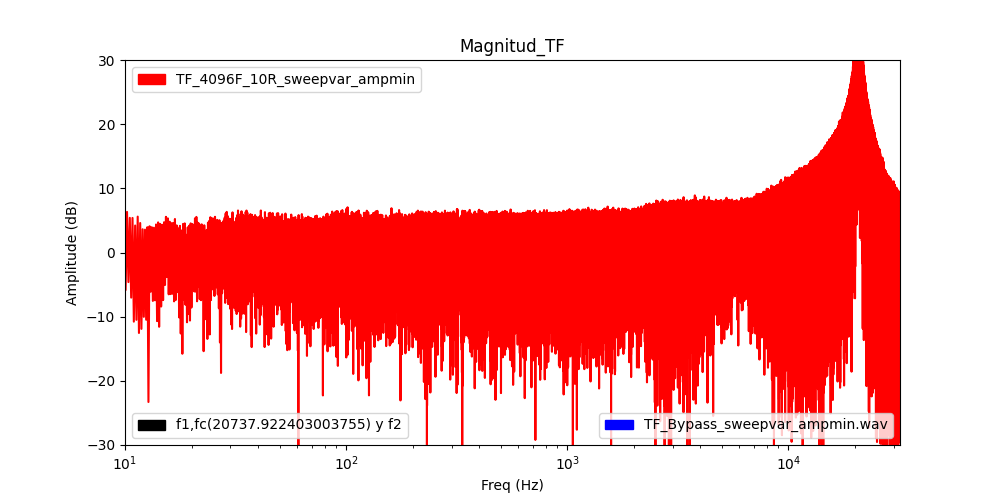 Magnitud_TF
30
20
10
0
−10
−20
−30
Amplitude (dB)
TF_4096F_10R_sweepvar_ampmin
f1,fc(20737.922403003755) y f2
TF_Bypass_sweepvar_ampmin.wav
10¹
10²
10³
10⁴
Freq (Hz)